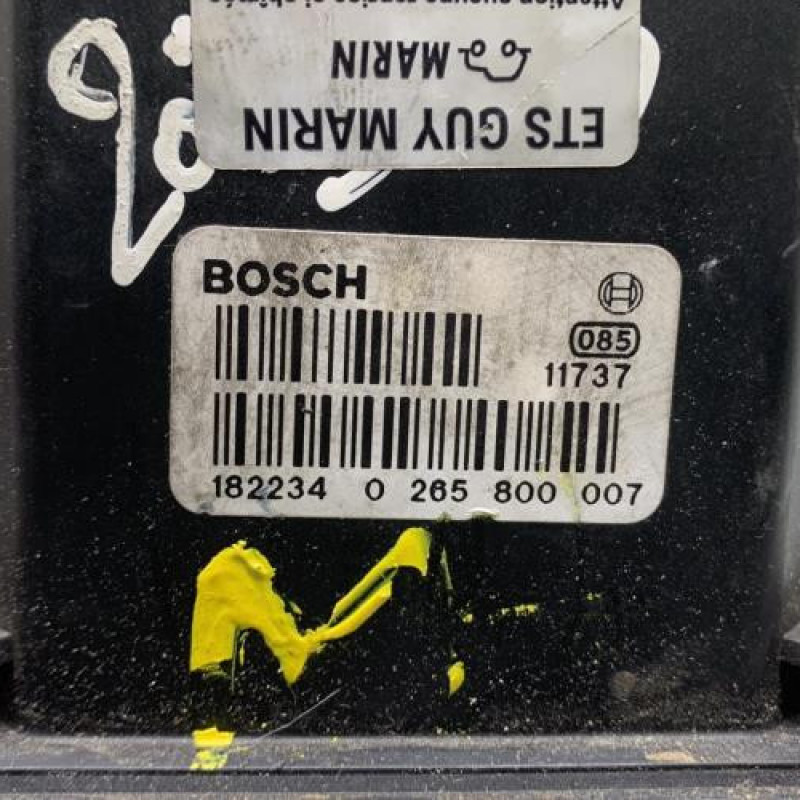 ETS GUY MARIN
MARIN
BOSCH
085
11737
182234 0 265 800 007